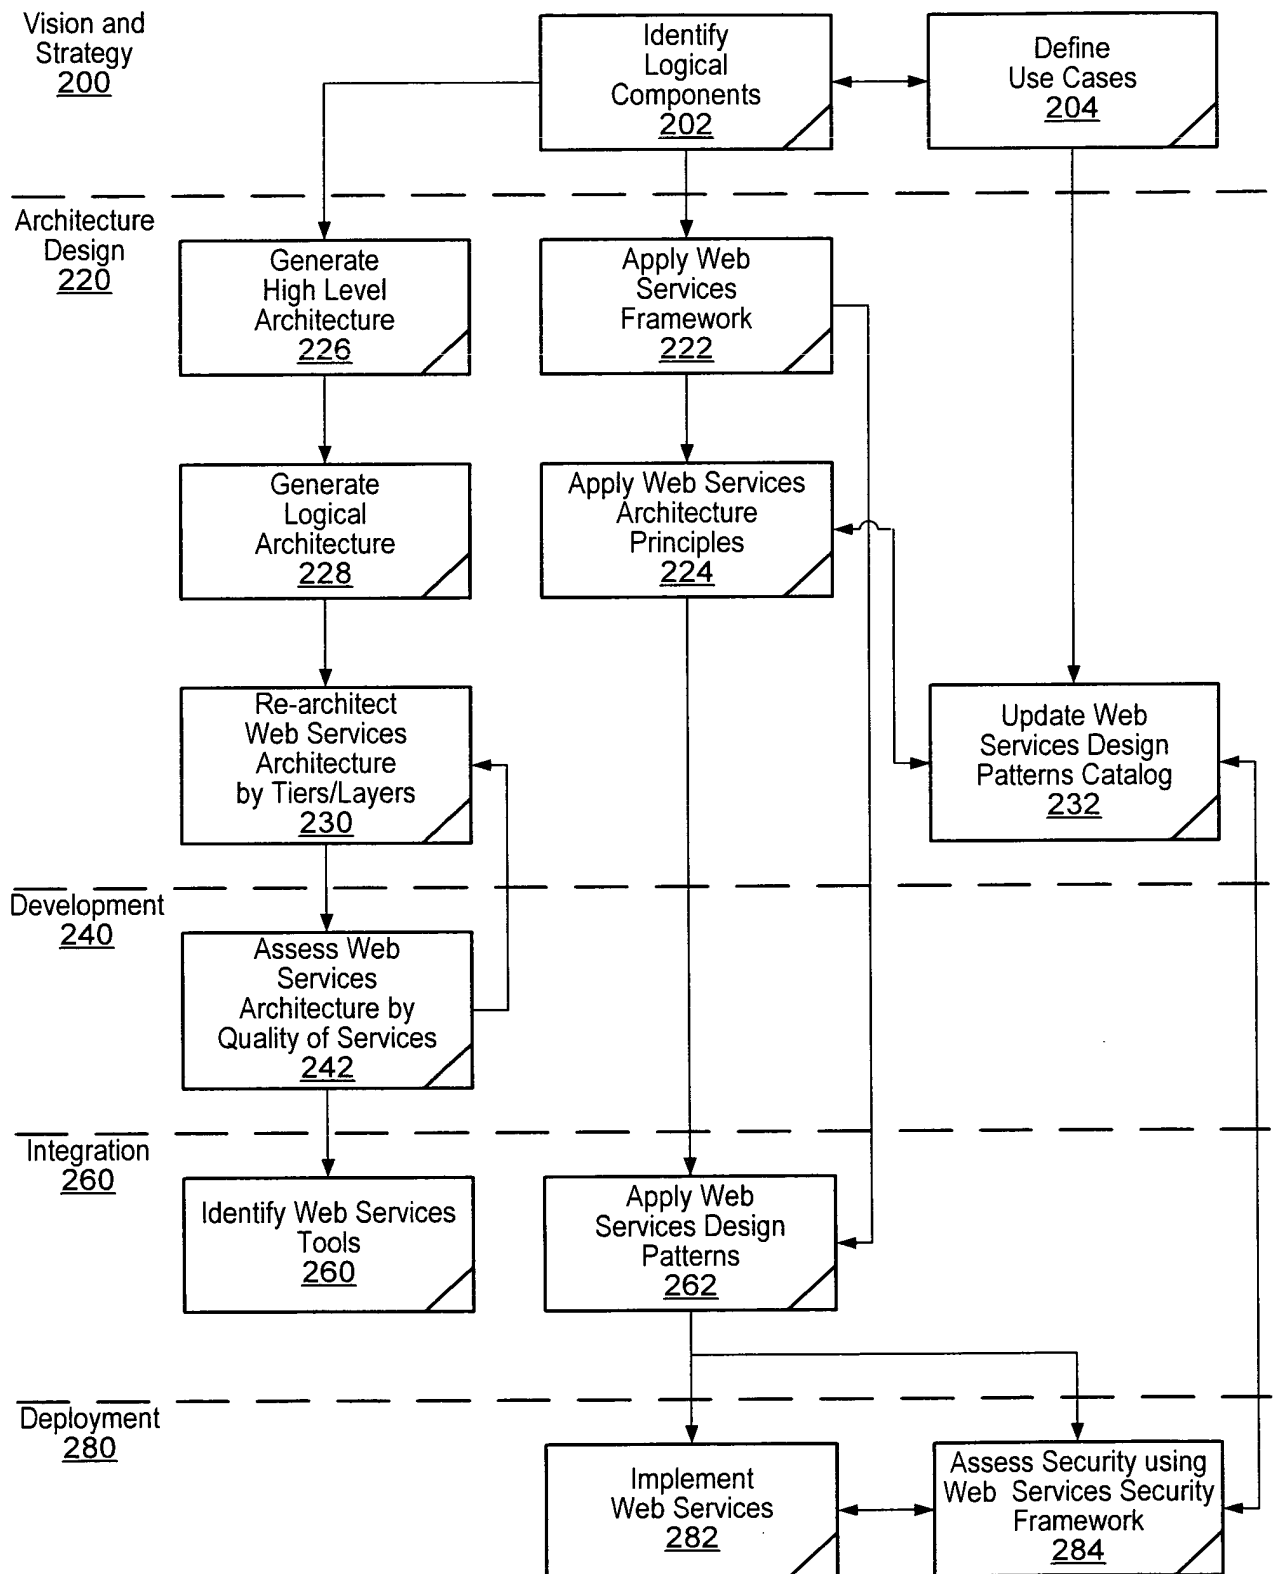 Vision and
Strategy
200
Identify
Logical
Components
202
Define
Use Cases
204
Architecture
Design
220
Generate
High Level
Architecture
226
Apply Web
Services
Framework
222
Generate
Logical
Architecture
228
Apply Web Services
Architecture
Principles
224
Re-architect
Web Services
Architecture
by Tiers/Layers
230
Update Web
Services Design
Patterns Catalog
232
Development
240
Assess Web
Services
Architecture by
Quality of Services
242
Integration
260
Identify Web Services
Tools
260
Apply Web
Services Design
Patterns
262
Deployment
280
Implement
Web Services
282
Assess Security using
Web Services Security
Framework
284